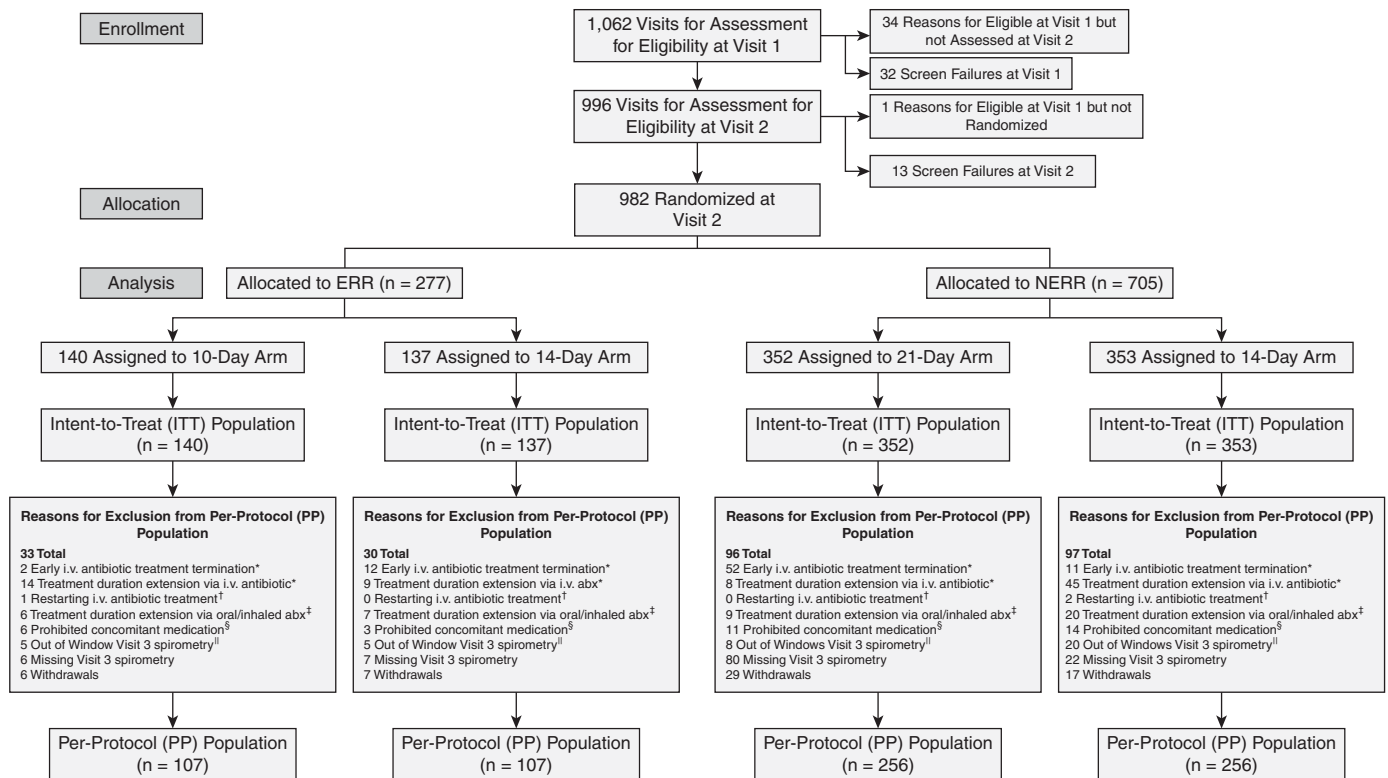 Enrollment
1,062 Visits for Assessment
for Eligibility at Visit 1
34 Reasons for Eligible at Visit 1 but
not Assessed at Visit 2
32 Screen Failures at Visit 1
996 Visits for Assessment for
Eligibility at Visit 2
1 Reasons for Eligible at Visit 1 but not
Randomized
13 Screen Failures at Visit 2
Allocation
982 Randomized at
Visit 2
Analysis
Allocated to ERR (n = 277)
Allocated to NERR (n = 705)
140 Assigned to 10-Day Arm
137 Assigned to 14-Day Arm
352 Assigned to 21-Day Arm
353 Assigned to 14-Day Arm
Intent-to-Treat (ITT) Population
(n = 140)
Intent-to-Treat (ITT) Population
(n = 137)
Intent-to-Treat (ITT) Population
(n = 352)
Intent-to-Treat (ITT) Population
(n = 353)
Reasons for Exclusion from Per-Protocol (PP)
Population
33 Total
2 Early i.v. antibiotic treatment termination*
14 Treatment duration extension via i.v. antibiotic*
1 Restarting i.v. antibiotic treatment†
6 Treatment duration extension via oral/inhaled abx‡
6 Prohibited concomitant medication§
5 Out of Window Visit 3 spirometry||
6 Missing Visit 3 spirometry
6 Withdrawals
Reasons for Exclusion from Per-Protocol (PP)
Population
30 Total
12 Early i.v. antibiotic treatment termination*
9 Treatment duration extension via i.v. abx*
0 Restarting i.v. antibiotic treatment†
7 Treatment duration extension via oral/inhaled abx‡
3 Prohibited concomitant medication§
5 Out of Window Visit 3 spirometry||
7 Missing Visit 3 spirometry
7 Withdrawals
Reasons for Exclusion from Per-Protocol (PP)
Population
96 Total
52 Early i.v. antibiotic treatment termination*
8 Treatment duration extension via i.v. antibiotic*
0 Restarting i.v. antibiotic treatment†
9 Treatment duration extension via oral/inhaled abx‡
11 Prohibited concomitant medication§
8 Out of Windows Visit 3 spirometry||
80 Missing Visit 3 spirometry
29 Withdrawals
Reasons for Exclusion from Per-Protocol (PP)
Population
97 Total
11 Early i.v. antibiotic treatment termination*
45 Treatment duration extension via i.v. antibiotic*
2 Restarting i.v. antibiotic treatment†
20 Treatment duration extension via oral/inhaled abx‡
14 Prohibited concomitant medication§
20 Out of Windows Visit 3 spirometry||
22 Missing Visit 3 spirometry
17 Withdrawals
Per-Protocol (PP) Population
(n = 107)
Per-Protocol (PP) Population
(n = 107)
Per-Protocol (PP) Population
(n = 256)
Per-Protocol (PP) Population
(n = 256)